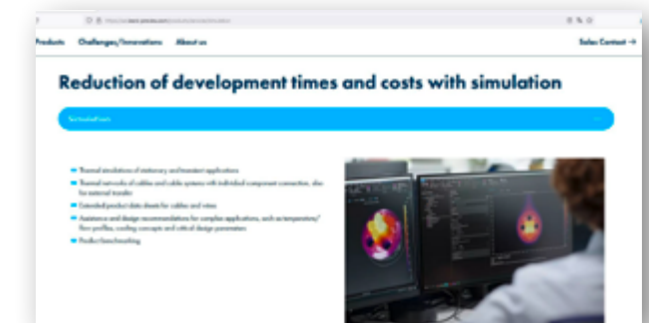 Products Challenges/Innovations About us Sales Contact →
Reduction of development times and costs with simulation
Simulation
Thermal simulations of stationary and transient applications
Thermal networks of cables and cable systems with individual component connection, also
for external transfer
Extended product data sheets for cables and wires
Assistance and design recommendations for complex applications, such as temperature/
flow profiles, cooling concepts and critical design parameters
Product benchmarking